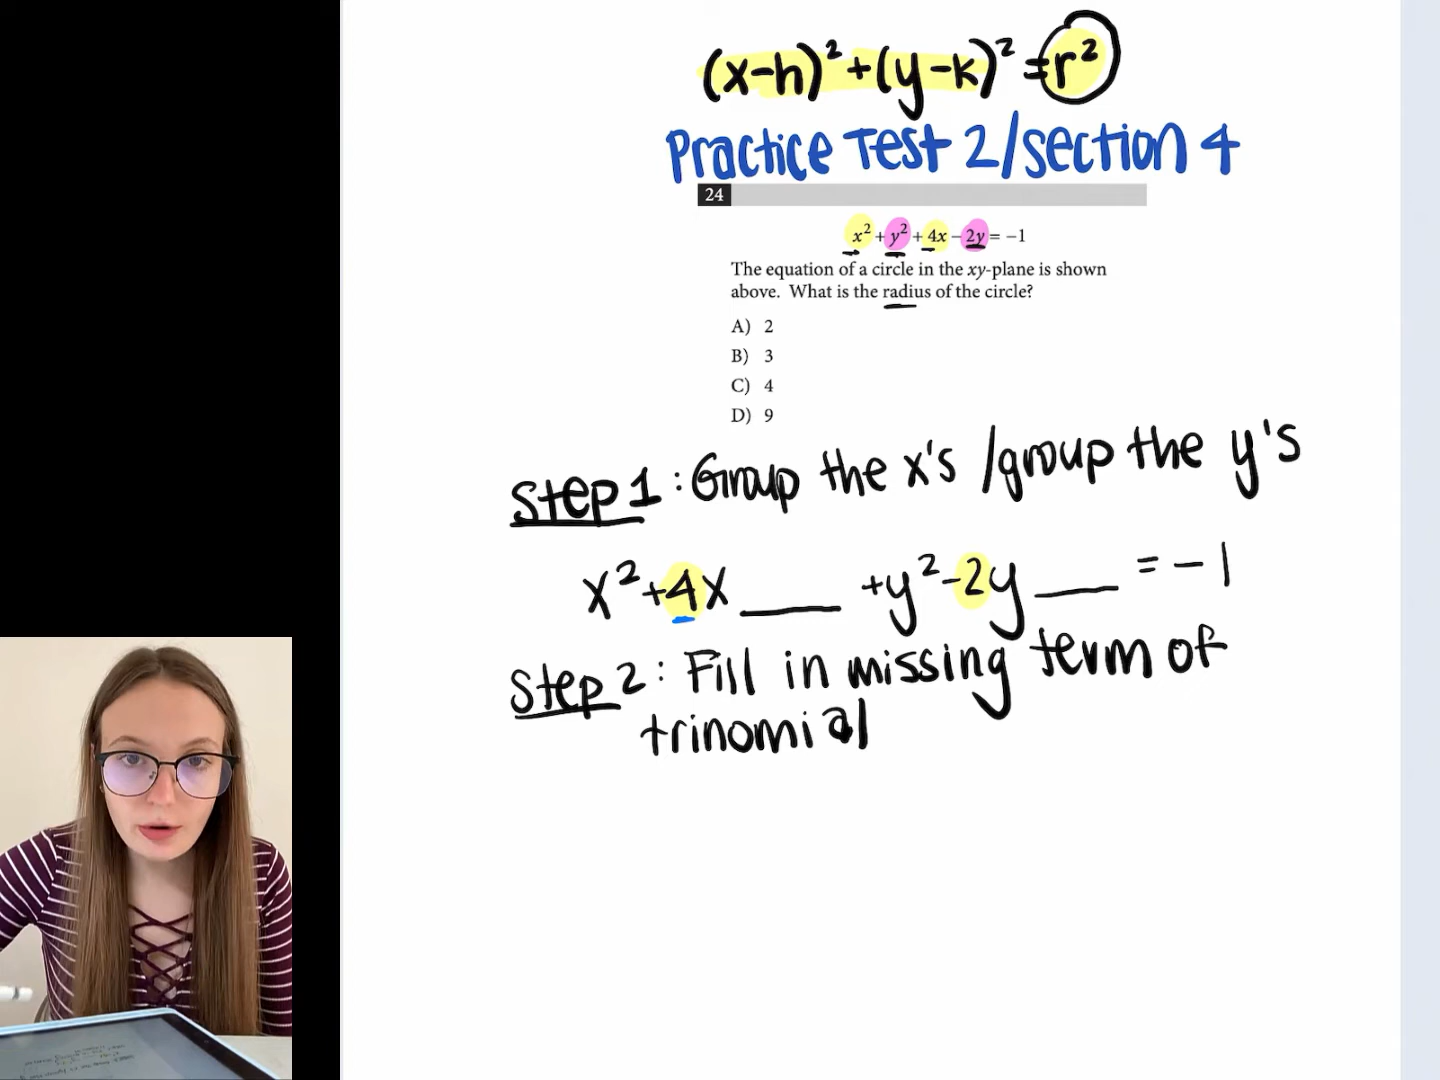 (x-h)² + (y-k)² = r²
Practice Test 2/section 4
24
x² + y² + 4x − 2y = −1
The equation of a circle in the xy-plane is shown
above. What is the radius of the circle?
A) 2
B) 3
C) 4
D) 9
Step 1: Group the x's /group the y's
x²+4x ____ +y²-2y ____ = -1
Step 2: Fill in missing term of
trinomial